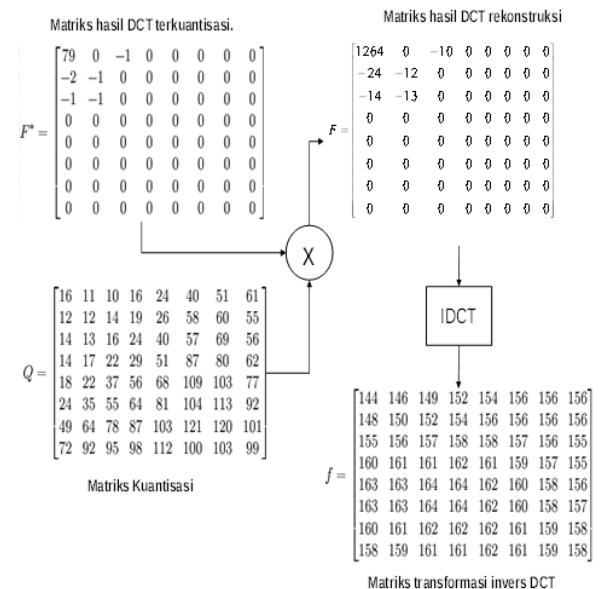 Matriks hasil DCT terkuantisasi.
F* =
79 0 −1 0 0 0 0 0
−2 −1 0 0 0 0 0 0
−1 −1 0 0 0 0 0 0
0 0 0 0 0 0 0 0
0 0 0 0 0 0 0 0
0 0 0 0 0 0 0 0
0 0 0 0 0 0 0 0
0 0 0 0 0 0 0 0
Matriks hasil DCT rekonstruksi
F =
1264 0 −10 0 0 0 0 0
−24 −12 0 0 0 0 0 0
−14 −13 0 0 0 0 0 0
0 0 0 0 0 0 0 0
0 0 0 0 0 0 0 0
0 0 0 0 0 0 0 0
0 0 0 0 0 0 0 0
0 0 0 0 0 0 0 0
X
Q =
16 11 10 16 24 40 51 61
12 12 14 19 26 58 60 55
14 13 16 24 40 57 69 56
14 17 22 29 51 87 80 62
18 22 37 56 68 109 103 77
24 35 55 64 81 104 113 92
49 64 78 87 103 121 120 101
72 92 95 98 112 100 103 99
Matriks Kuantisasi
IDCT
f =
144 146 149 152 154 156 156 156
148 150 152 154 156 156 156 156
155 156 157 158 158 157 156 155
160 161 161 162 161 159 157 155
163 163 164 164 162 160 158 156
163 163 164 164 162 160 158 157
160 161 162 162 162 161 159 158
158 159 161 161 162 161 159 158
Matriks transformasi invers DCT